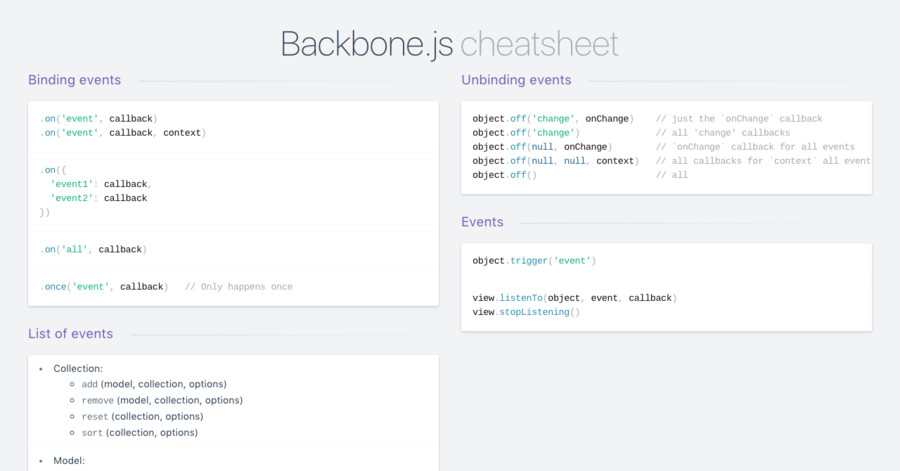 Backbone.js cheatsheet
Binding events
.on('event', callback)
.on('event', callback, context)
.on({
'event1': callback,
'event2': callback
})
.on('all', callback)
.once('event', callback)   // Only happens once
List of events
Collection:
add (model, collection, options)
remove (model, collection, options)
reset (collection, options)
sort (collection, options)
Model:
Unbinding events
object.off('change', onChange)    // just the `onChange` callback
object.off('change')              // all 'change' callbacks
object.off(null, onChange)        // `onChange` callback for all events
object.off(null, null, context)   // all callbacks for `context` all event
object.off()                      // all
Events
object.trigger('event')
view.listenTo(object, event, callback)
view.stopListening()